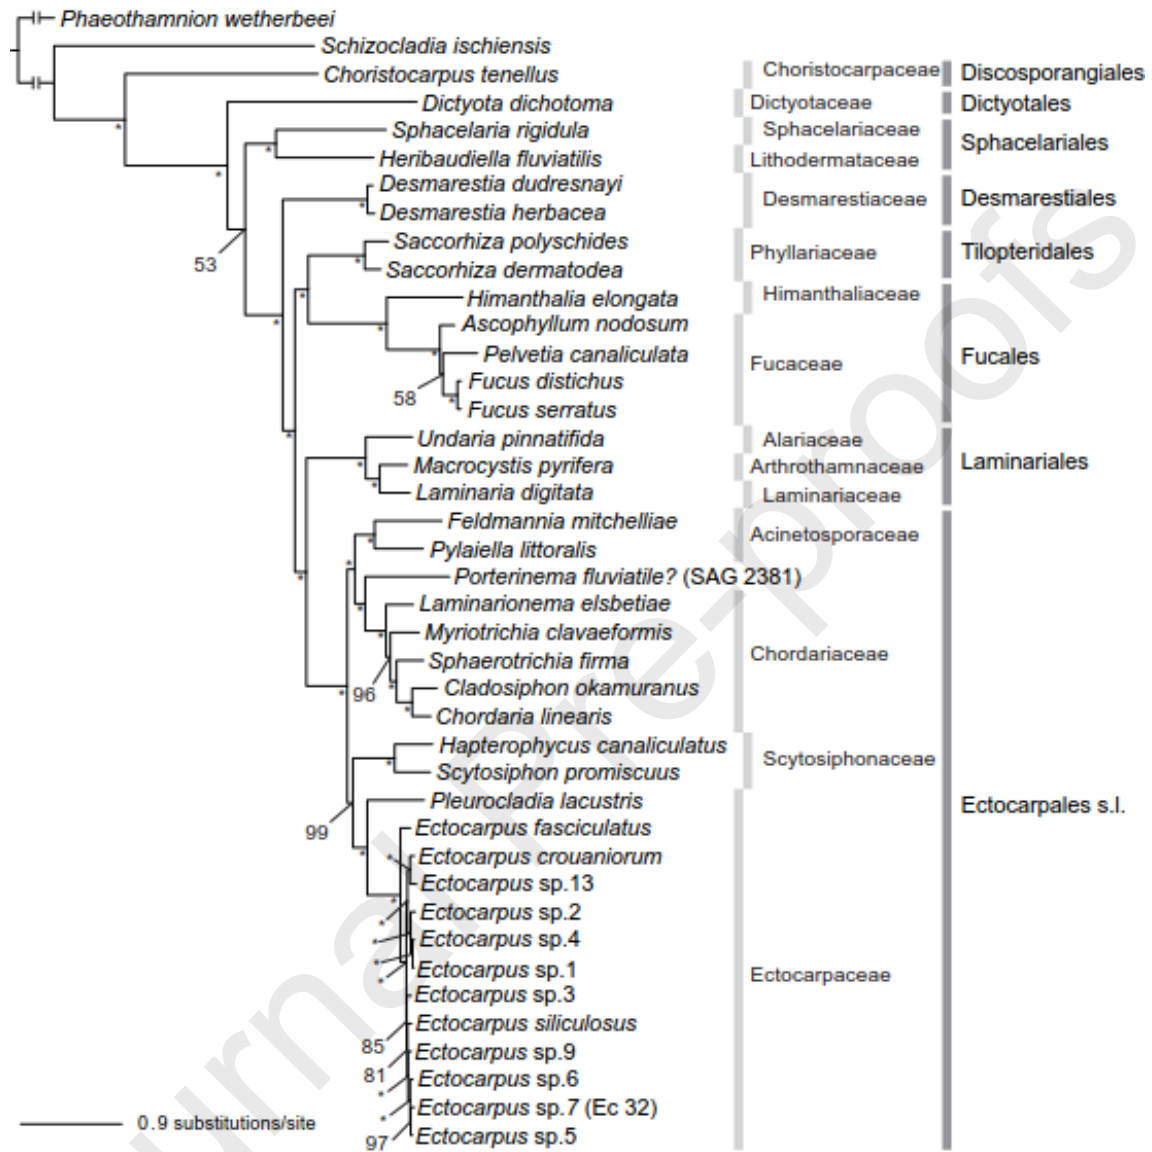 Phaeothamnion wetherbeei
Schizocladia ischiensis
Choristocarpus tenellus Choristocarpaceae Discosporangiales
Dictyota dichotoma Dictyotaceae Dictyotales
Sphacelaria rigidula Sphacelariaceae
Sphacelariales
Heribaudiella fluviatilis Lithodermataceae
Desmarestia dudresnayi
Desmarestiaceae Desmarestiales
Desmarestia herbacea
Saccorhiza polyschides
Phyllariaceae Tilopteridales
53
Saccorhiza dermatodea
Himanthalia elongata Himanthaliaceae
Ascophyllum nodosum
Pelvetia canaliculata
Fucaceae Fucales
Fucus distichus
58
Fucus serratus
Undaria pinnatifida Alariaceae
Macrocystis pyrifera Arthrothamnaceae Laminariales
Laminaria digitata Laminariaceae
Feldmannia mitchelliae
Acinetosporaceae
Pylaiella littoralis
Porterinema fluviatile? (SAG 2381)
Laminarionema elsbetiae
Myriotrichia clavaeformis
Chordariaceae
Sphaerotrichia firma
96
Cladosiphon okamuranus
Chordaria linearis
Hapterophycus canaliculatus
Scytosiphonaceae
Scytosiphon promiscuus
Pleurocladia lacustris
Ectocarpales s.l.
99
Ectocarpus fasciculatus
Ectocarpus crouaniorum
Ectocarpus sp.13
Ectocarpus sp.2
Ectocarpus sp.4
Ectocarpus sp.1
Ectocarpaceae
Ectocarpus sp.3
Ectocarpus siliculosus
85
Ectocarpus sp.9
81
Ectocarpus sp.6
Ectocarpus sp.7 (Ec 32)
0.9 substitutions/site
Ectocarpus sp.5
97
urnal Pre-proofs